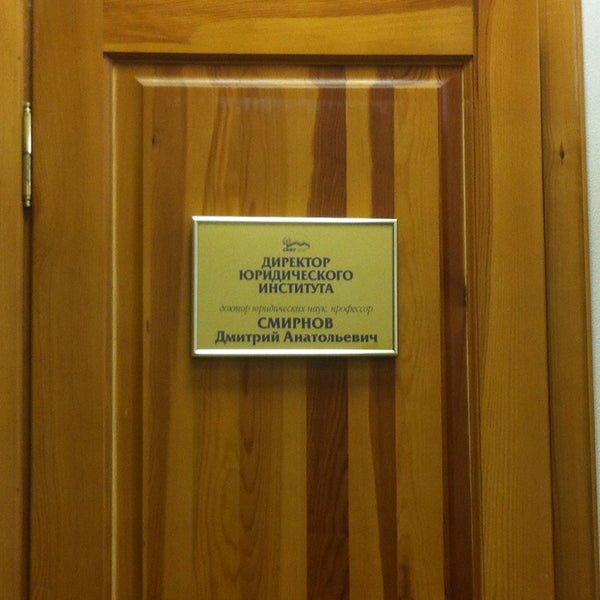 ДИРЕКТОР
ЮРИДИЧЕСКОГО
ИНСТИТУТА
доктор юридических наук, профессор
СМИРНОВ
Дмитрий Анатольевич